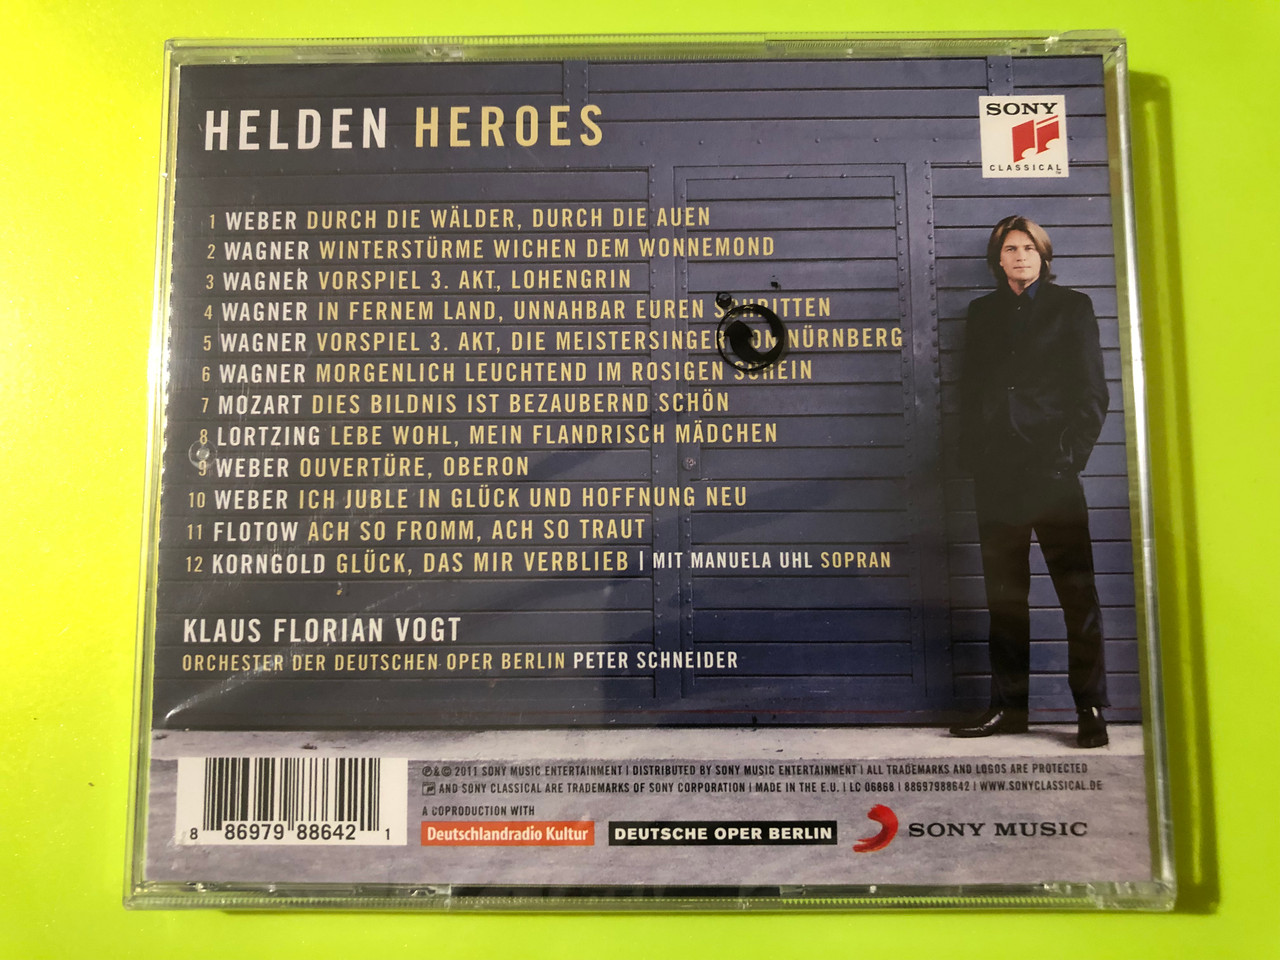 HELDEN HEROES
SONY
CLASSICAL™
1 WEBER DURCH DIE WÄLDER, DURCH DIE AUEN
2 WAGNER WINTERSTÜRME WICHEN DEM WONNEMOND
3 WAGNER VORSPIEL 3. AKT, LOHENGRIN
4 WAGNER IN FERNEM LAND, UNNAHBAR EUREN SCHRITTEN
5 WAGNER VORSPIEL 3. AKT, DIE MEISTERSINGER VON NÜRNBERG
6 WAGNER MORGENLICH LEUCHTEND IM ROSIGEN SCHEIN
7 MOZART DIES BILDNIS IST BEZAUBERND SCHÖN
8 LORTZING LEBE WOHL, MEIN FLANDRISCH MÄDCHEN
9 WEBER OUVERTÜRE, OBERON
10 WEBER ICH JUBLE IN GLÜCK UND HOFFNUNG NEU
11 FLOTOW ACH SO FROMM, ACH SO TRAUT
12 KORNGOLD GLÜCK, DAS MIR VERBLIEB | MIT MANUELA UHL SOPRAN
KLAUS FLORIAN VOGT
ORCHESTER DER DEUTSCHEN OPER BERLIN PETER SCHNEIDER
℗&© 2011 SONY MUSIC ENTERTAINMENT | DISTRIBUTED BY SONY MUSIC ENTERTAINMENT | ALL TRADEMARKS AND LOGOS ARE PROTECTED
AND SONY CLASSICAL ARE TRADEMARKS OF SONY CORPORATION | MADE IN THE E.U. | LC 06868 | 88697988642 | WWW.SONYCLASSICAL.DE
A COPRODUCTION WITH
Deutschlandradio Kultur DEUTSCHE OPER BERLIN SONY MUSIC
8 86979 88642 1